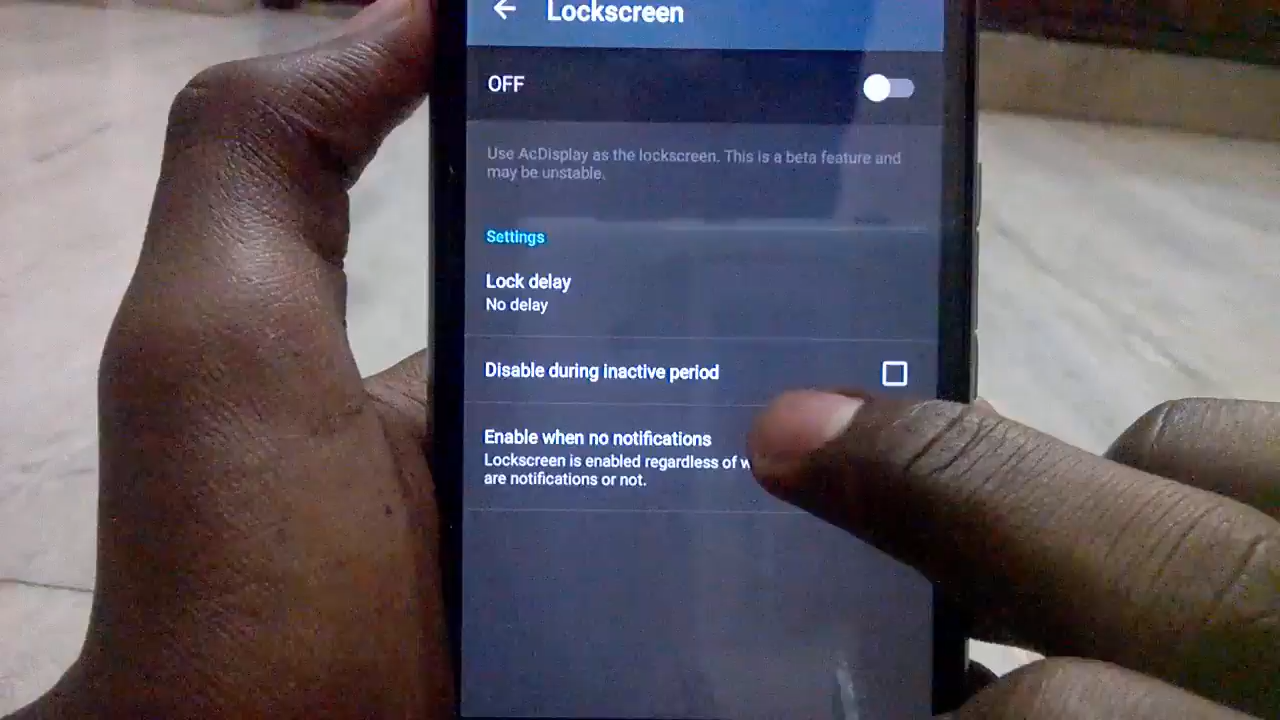 Lockscreen
OFF
Use AcDisplay as the lockscreen. This is a beta feature and
may be unstable.
Settings
Lock delay
No delay
Disable during inactive period
Enable when no notifications
Lockscreen is enabled regardless of
are notifications or not.